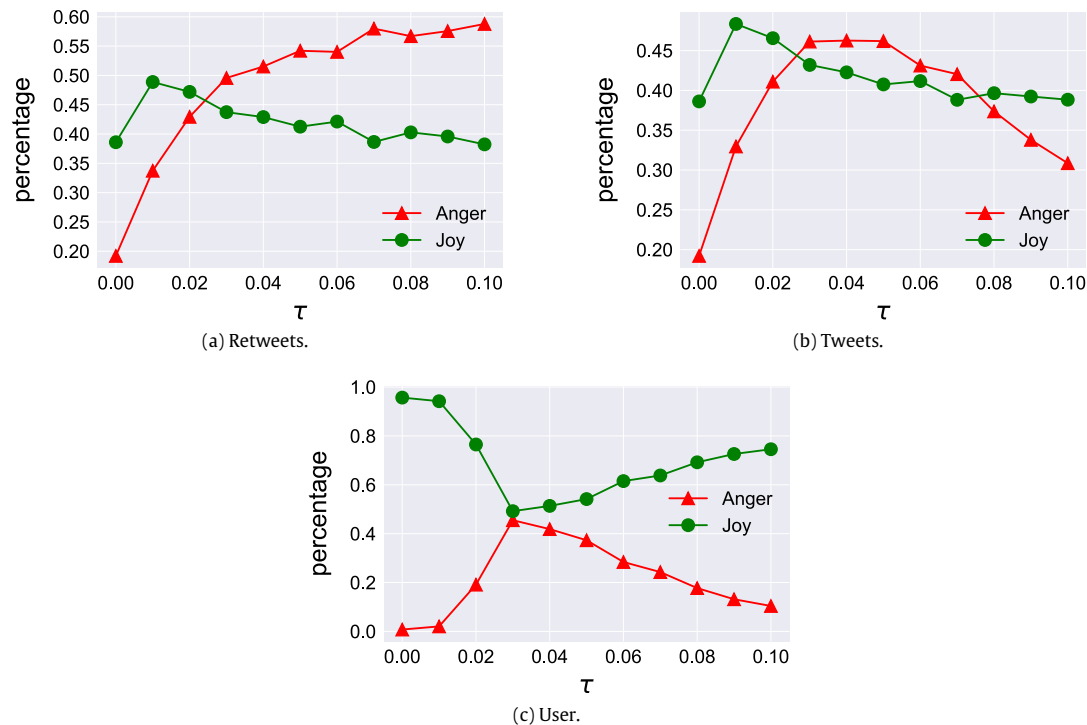 0.60
0.55
0.50
0.45
0.40
0.35
0.30
0.25
0.20
percentage
Anger
Joy
0.00 0.02 0.04 0.06 0.08 0.10
τ
(a) Retweets.
0.45
0.40
0.35
0.30
0.25
0.20
percentage
Anger
Joy
0.00 0.02 0.04 0.06 0.08 0.10
τ
(b) Tweets.
1.0
0.8
0.6
0.4
0.2
0.0
percentage
Anger
Joy
0.00 0.02 0.04 0.06 0.08 0.10
τ
(c) User.